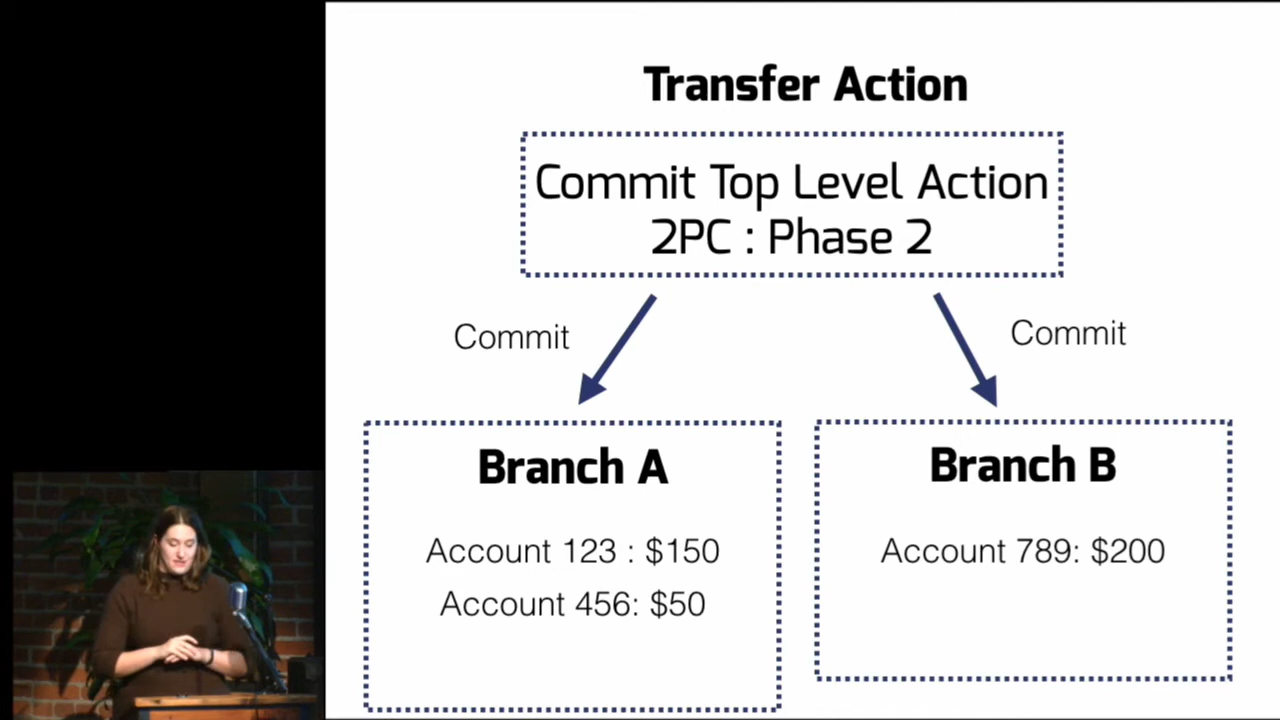 Transfer Action
Commit Top Level Action
2PC : Phase 2
Commit
Commit
Branch A
Account 123 : $150
Account 456: $50
Branch B
Account 789: $200